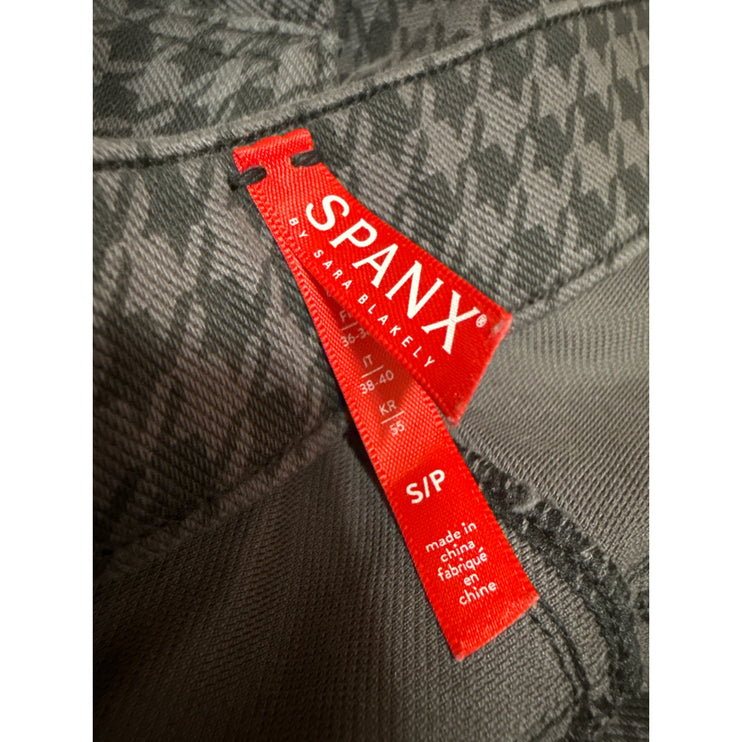 SPANX®
BY SARA BLAKELY
IT
38-40
KR
55
S/P
made in
china
fabriqué
en
chine